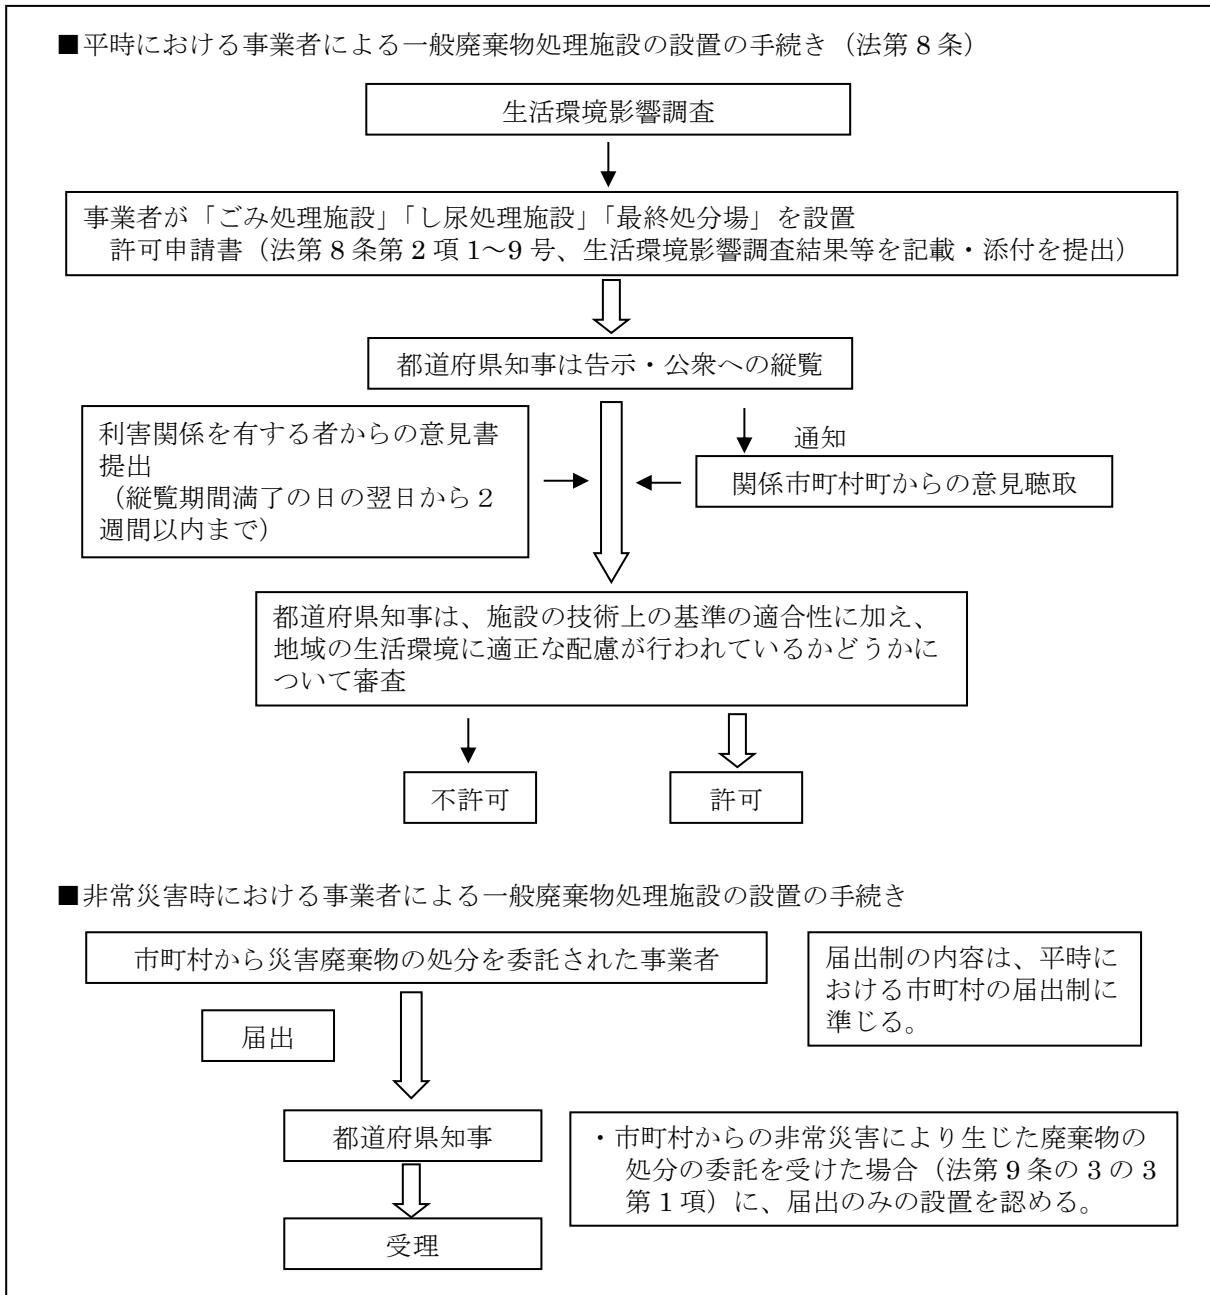 ■平時における事業者による一般廃棄物処理施設の設置の手続き（法第8条）
生活環境影響調査
事業者が「ごみ処理施設」「し尿処理施設」「最終処分場」を設置
許可申請書（法第8条第2項1～9号、生活環境影響調査結果等を記載・添付を提出）
都道府県知事は告示・公衆への縦覧
利害関係を有する者からの意見書
提出
（縦覧期間満了の日の翌日から２
週間以内まで）
通知
関係市町村町からの意見聴取
都道府県知事は、施設の技術上の基準の適合性に加え、
地域の生活環境に適正な配慮が行われているかどうかに
ついて審査
不許可
許可
■非常災害時における事業者による一般廃棄物処理施設の設置の手続き
市町村から災害廃棄物の処分を委託された事業者
届出制の内容は、平時に
おける市町村の届出制に
準じる。
届出
都道府県知事
・市町村からの非常災害により生じた廃棄物の
処分の委託を受けた場合（法第9条の3の3
第1項）に、届出のみの設置を認める。
受理